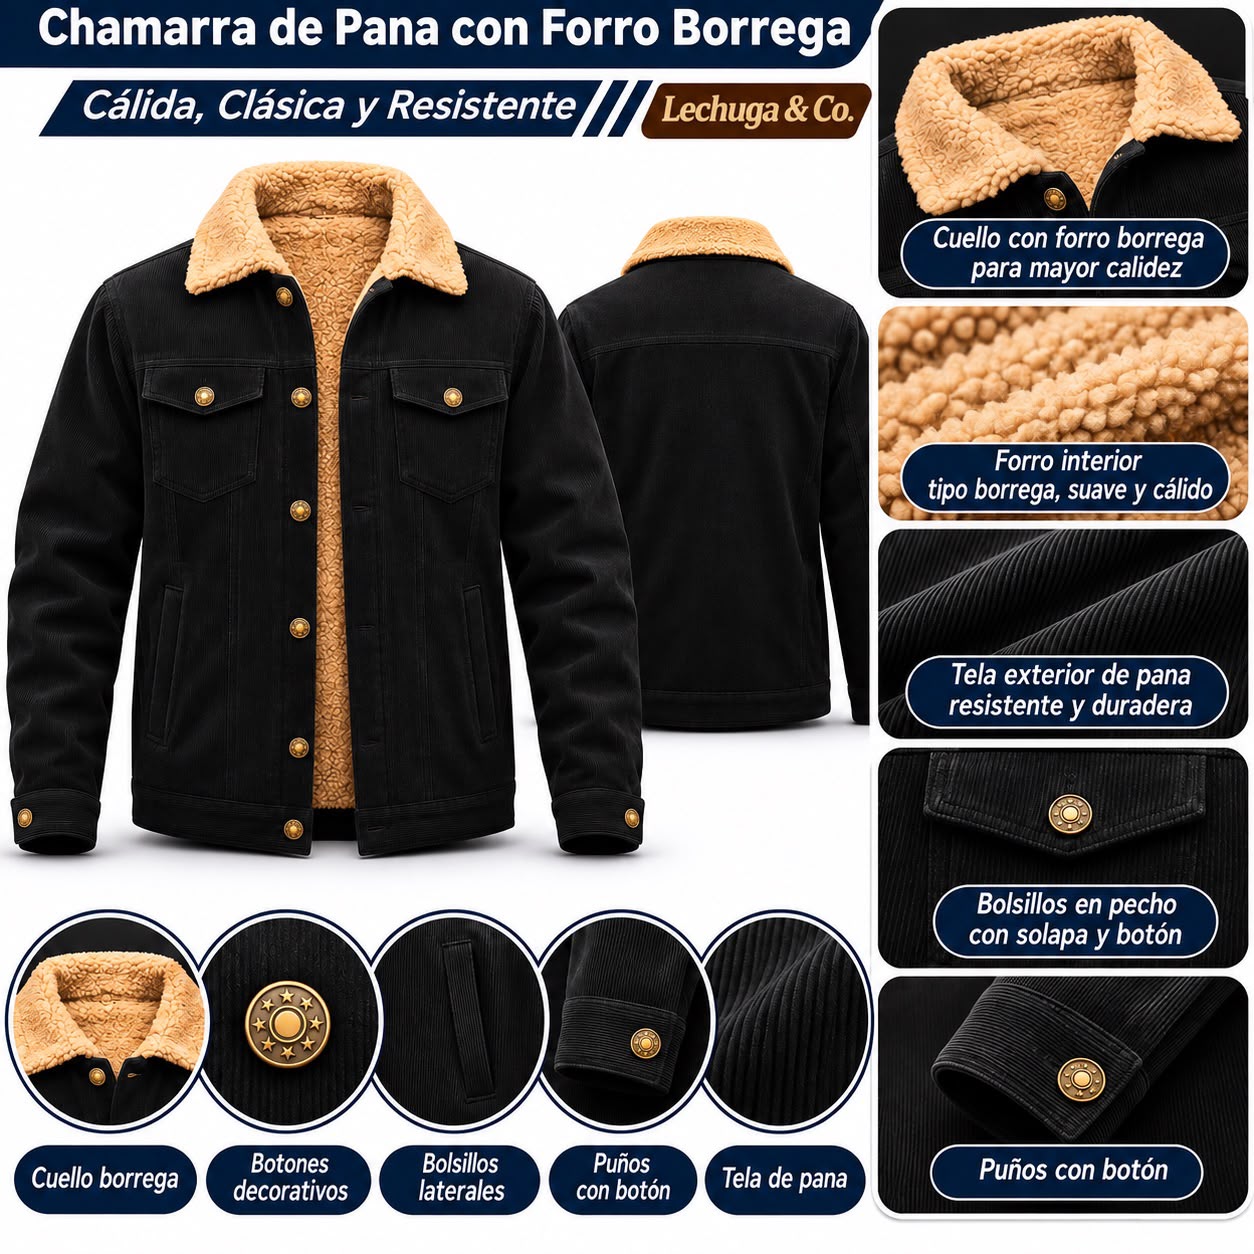 Chamarra de Pana con Forro Borrega
Cálida, Clásica y Resistente
Lechuga & Co.
Cuello con forro borrega
para mayor calidez
Forro interior
tipo borrega, suave y cálido
Tela exterior de pana
resistente y duradera
Bolsillos en pecho
con solapa y botón
Puños con botón
Cuello borrega
Botones
decorativos
Bolsillos
laterales
Puños
con botón
Tela de pana